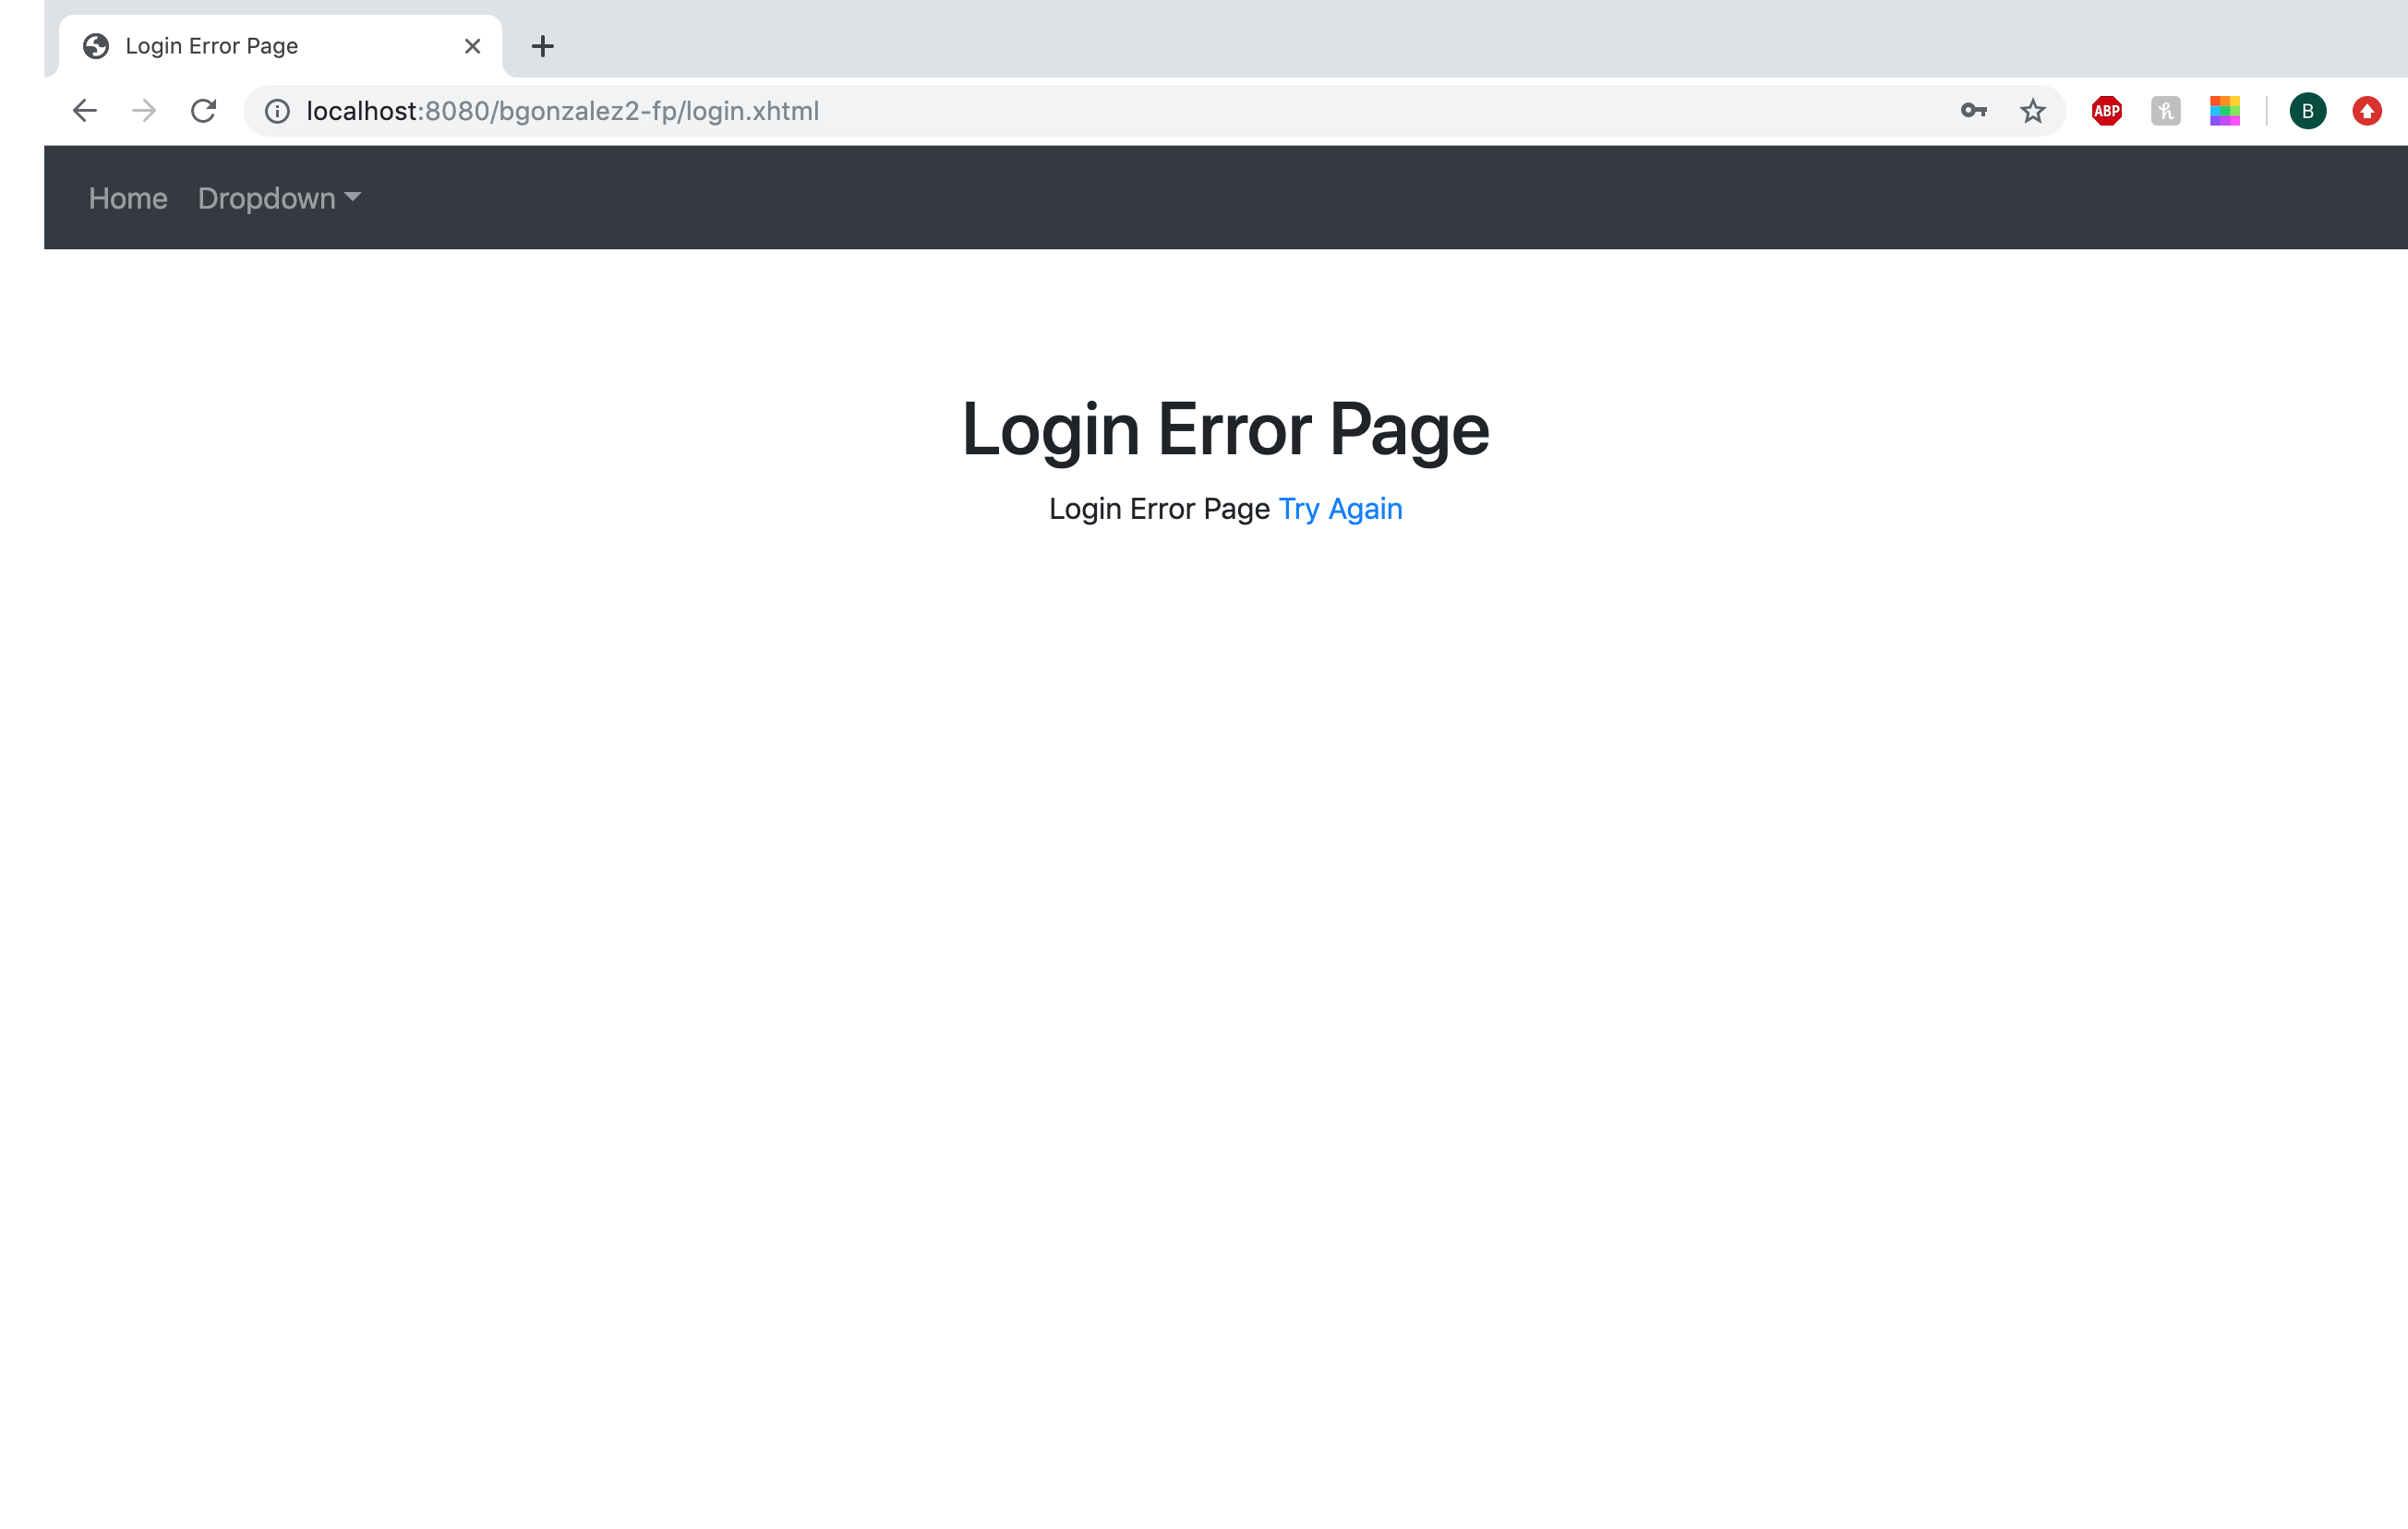 Login Error Page
localhost:8080/bgonzalez2-fp/login.xhtml
ABP
h
B
Home Dropdown
Login Error Page
Login Error Page Try Again